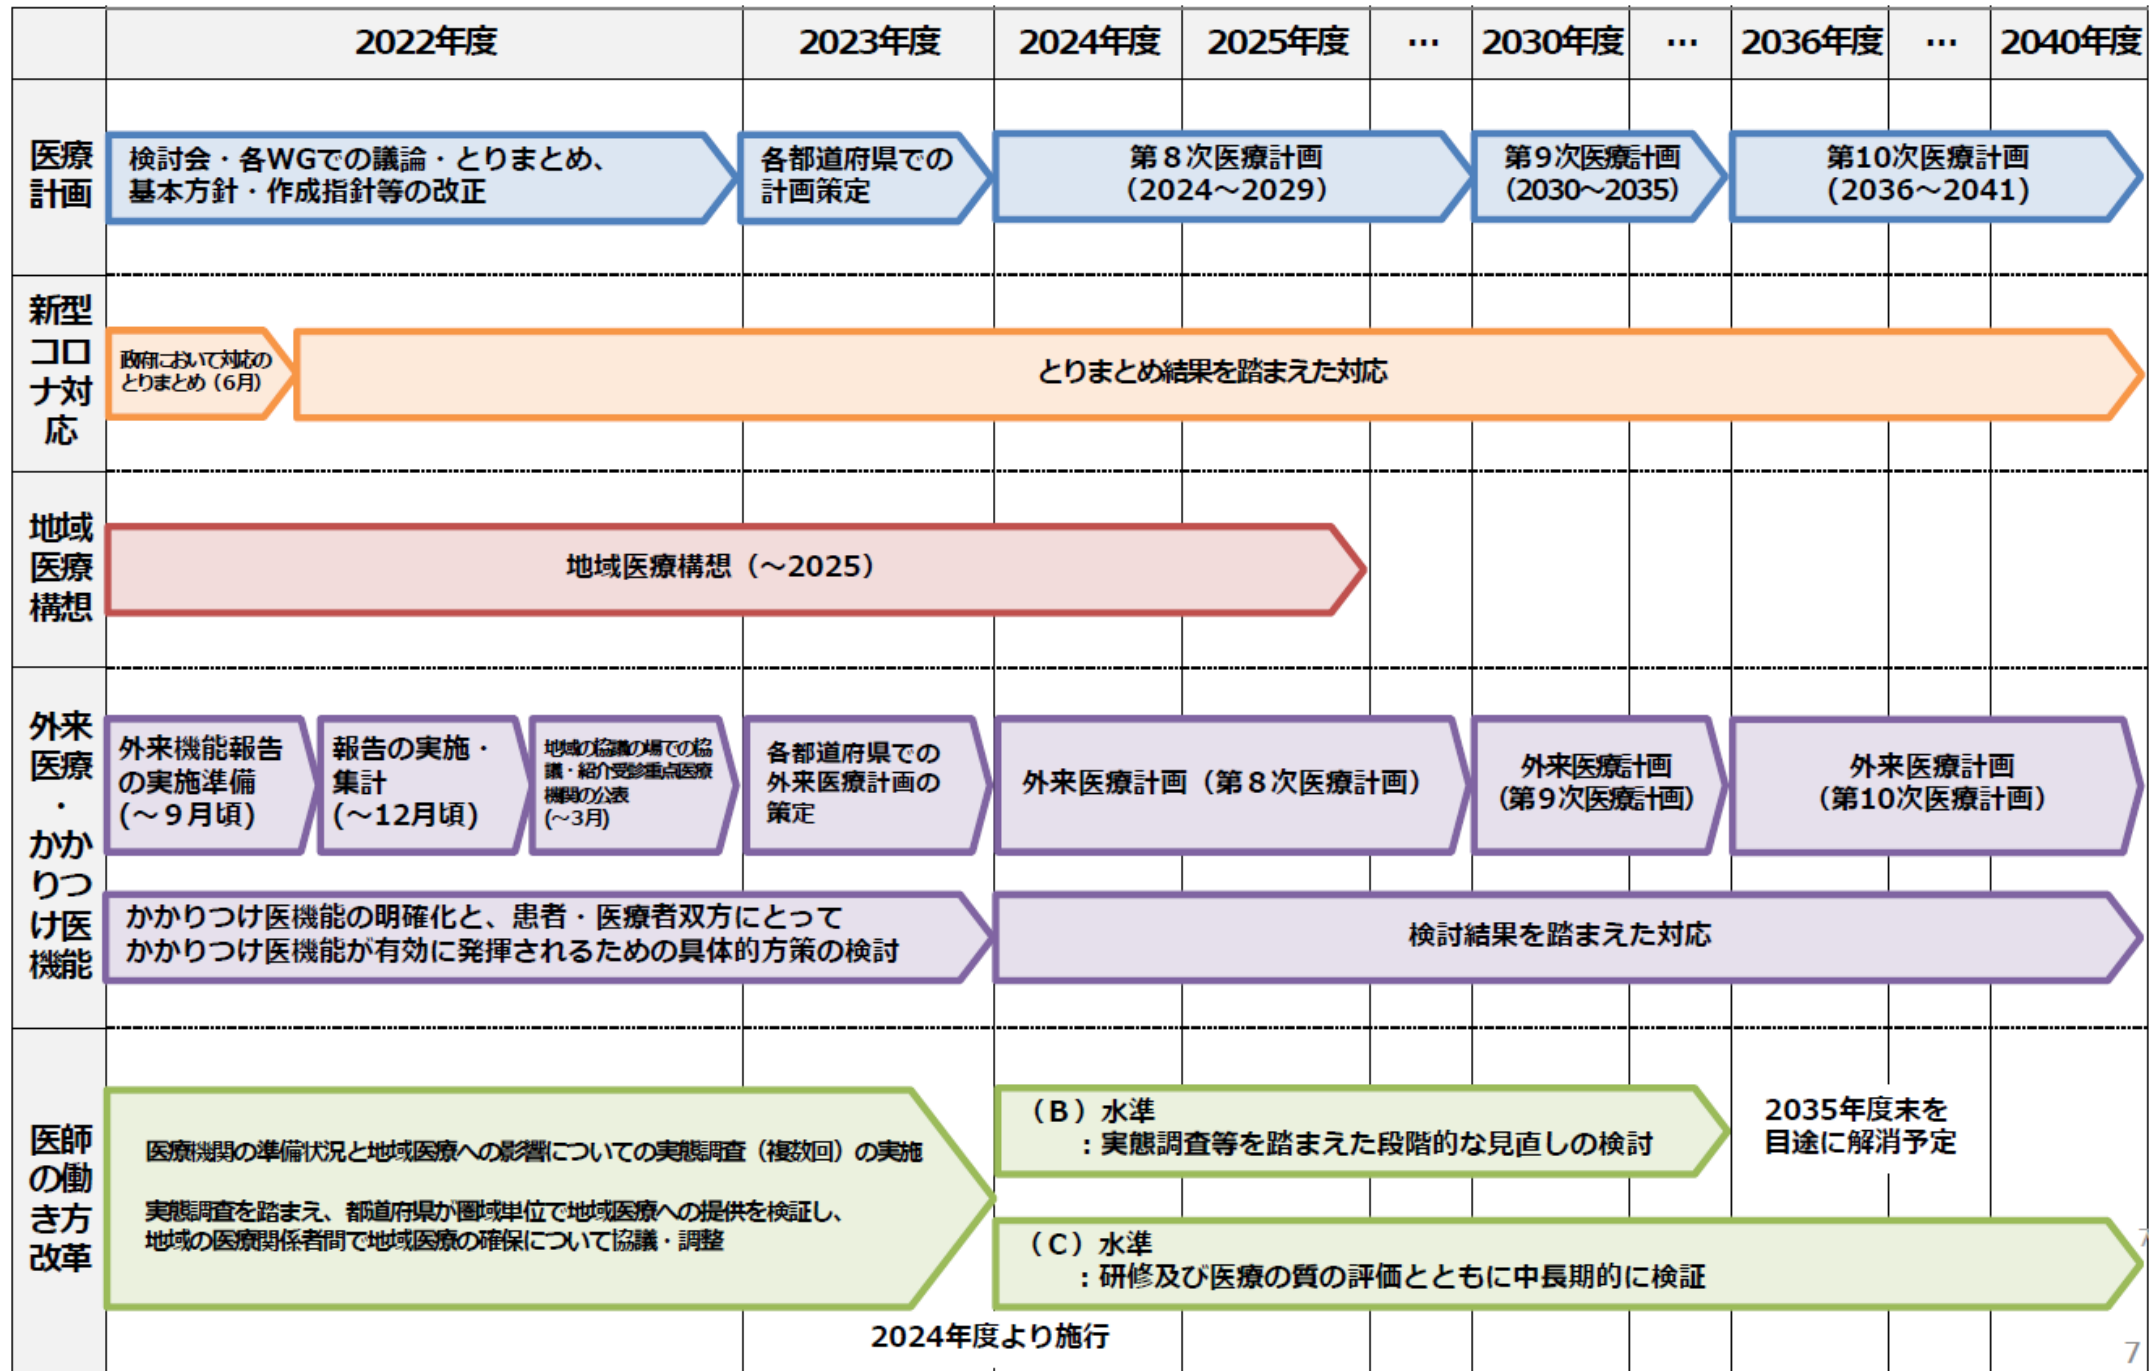 2022年度
2023年度
2024年度
2025年度
…
2030年度
…
2036年度
…
2040年度
医療
計画
検討会・各WGでの議論・とりまとめ、
基本方針・作成指針等の改正
各都道府県での
計画策定
第８次医療計画
（2024～2029）
第９次医療計画
（2030～2035）
第10次医療計画
（2036～2041）
新型
コロ
ナ対
応
政府において対応の
とりまとめ（6月）
とりまとめ結果を踏まえた対応
地域
医療
構想
地域医療構想（～2025）
外来
医療
・
かか
りつ
け医
機能
外来機能報告
の実施準備
(～９月頃)
報告の実施・
集計
(～12月頃)
地域の協議の場での協
議・紹介受診重点医療
機関の公表
(～3月)
各都道府県での
外来医療計画の
策定
外来医療計画（第８次医療計画）
外来医療計画
（第９次医療計画）
外来医療計画
（第10次医療計画）
かかりつけ医機能の明確化と、患者・医療者双方にとって
かかりつけ医機能が有効に発揮されるための具体的方策の検討
検討結果を踏まえた対応
医師
の働
き方
改革
医療機関の準備状況と地域医療への影響についての実態調査（複数回）の実施
実態調査を踏まえ、都道府県が圏域単位で地域医療への提供を検証し、
地域の医療関係者間で地域医療の確保について協議・調整
（B）水準
：実態調査等を踏まえた段階的な見直しの検討
2035年度末を
目途に解消予定
（C）水準
：研修及び医療の質の評価とともに中長期的に検証
7
2024年度より施行
7